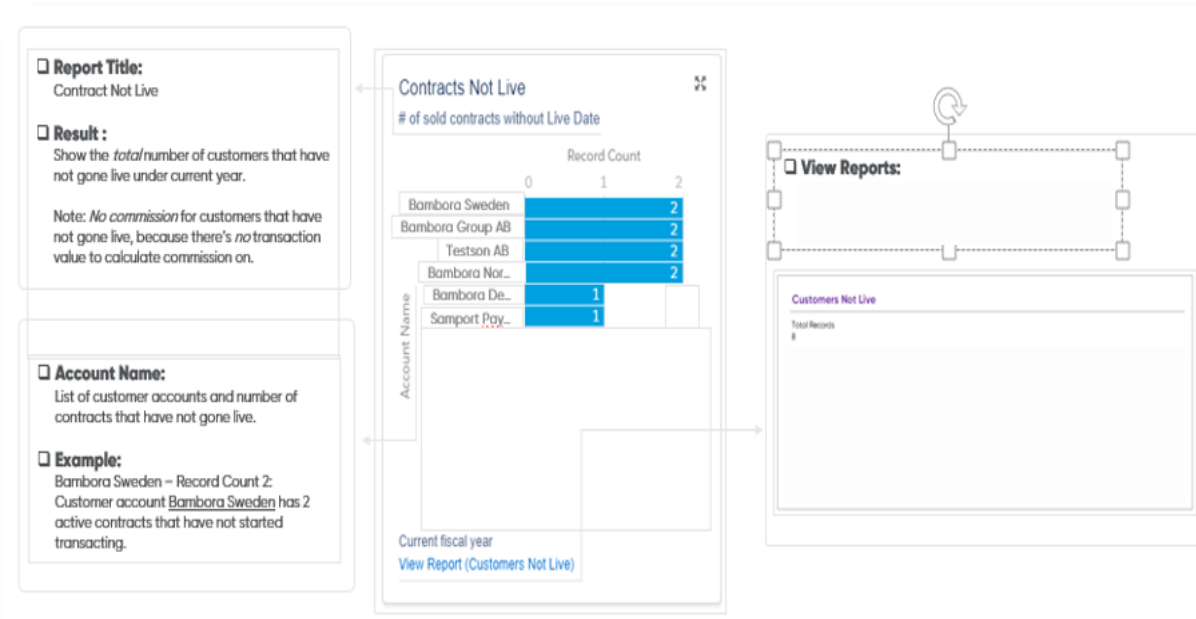 Report Title:
Contract Not Live
Result :
Show the total number of customers that have
not gone live under current year.
Note: No commission for customers that have
not gone live, because there's no transaction
value to calculate commission on.
Account Name:
List of customer accounts and number of
contracts that have not gone live.
Example:
Bambora Sweden – Record Count 2:
Customer account Bambora Sweden has 2
active contracts that have not started
transacting.
Contracts Not Live
# of sold contracts without Live Date
Record Count
0 1 2
Bambora Sweden 2
Bambora Group AB 2
Testson AB 2
Bambora Nor... 2
Bambora De... 1
Samport Pay... 1
Account Name
Current fiscal year
View Report (Customers Not Live)
View Reports:
Customers Not Live
Total Records
8